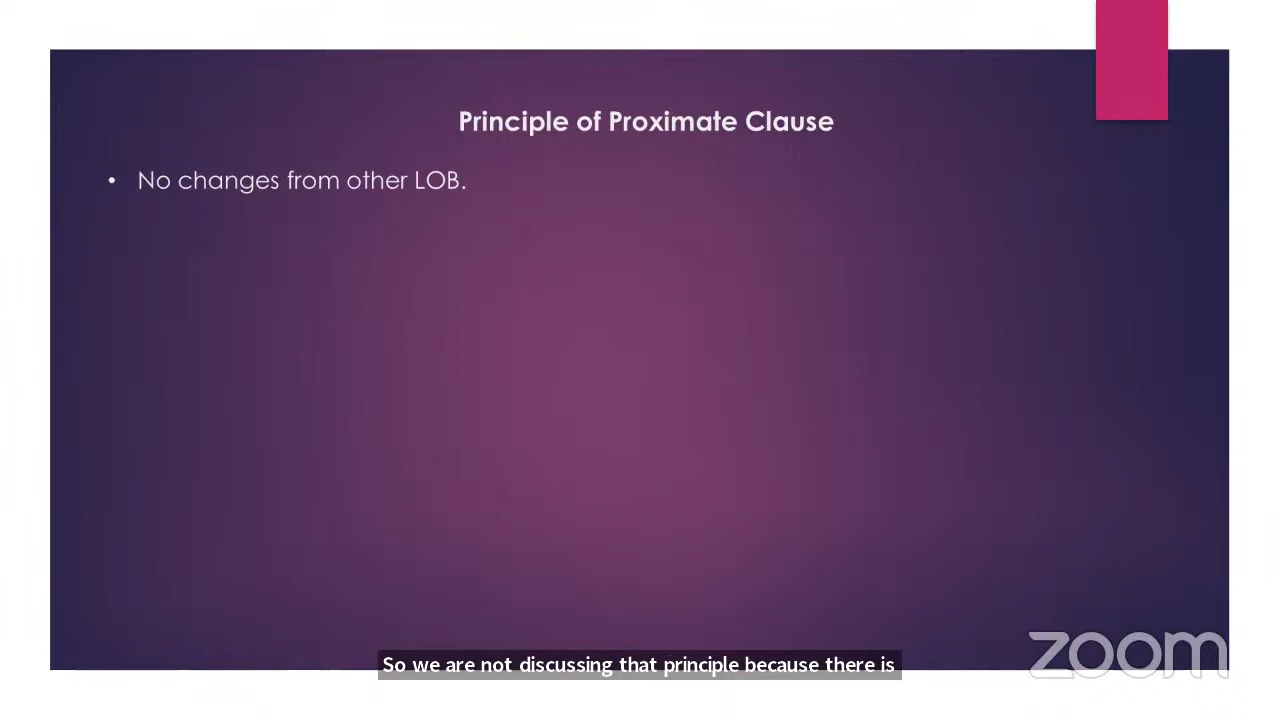 Principle of Proximate Clause
• No changes from other LOB.
So we are not discussing that principle because there is
zoom